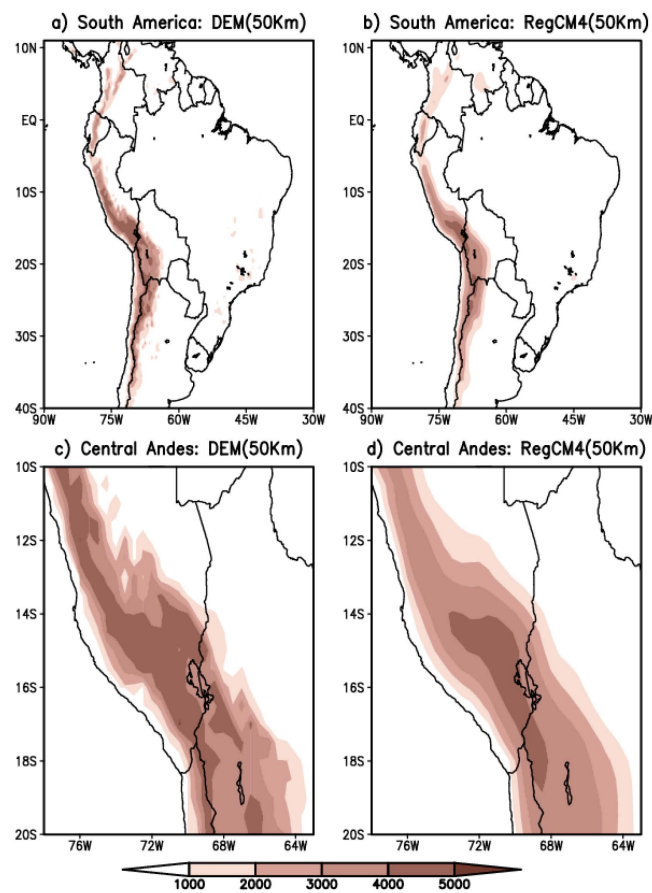 a) South America: DEM(50Km)
b) South America: RegCM4(50Km)
10N
EQ
10S
20S
30S
40S
90W 75W 60W 45W 30W
10N
EQ
10S
20S
30S
40S
90W 75W 60W 45W 30W
c) Central Andes: DEM(50Km)
d) Central Andes: RegCM4(50Km)
10S
12S
14S
16S
18S
20S
76W 72W 68W 64W
10S
12S
14S
16S
18S
20S
76W 72W 68W 64W
1000 2000 3000 4000 5000